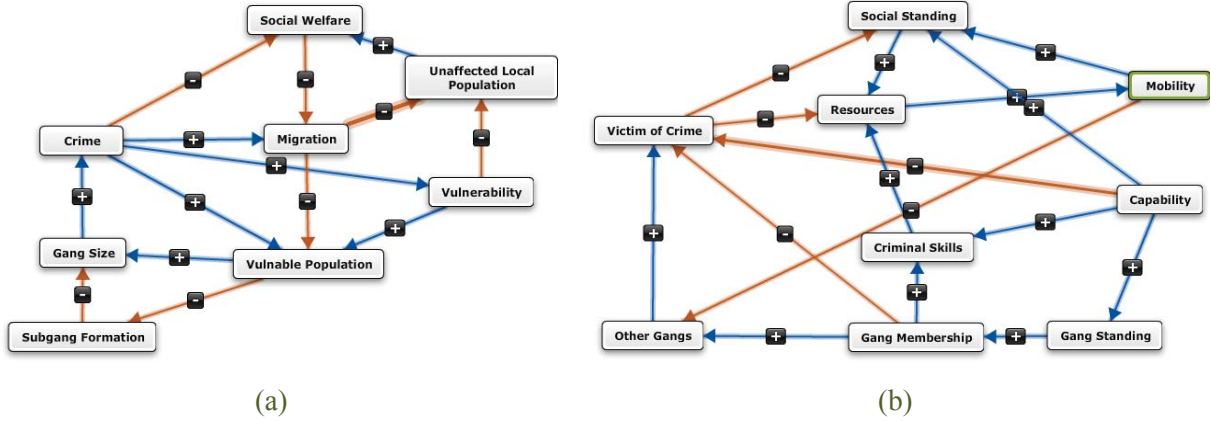 Social Welfare
+
-
-
Unaffected Local
Population
-
Crime
+
Migration
-
+
Vulnerability
+
+
-
+
Gang Size
+
Vulnable Population
-
-
Subgang Formation
(a)
Social Standing
+
+
-
Mobility
Resources
+
+
Victim of Crime
-
-
+
Capability
-
+
-
Criminal Skills
+
+
+
Other Gangs
+
Gang Membership
+
Gang Standing
(b)